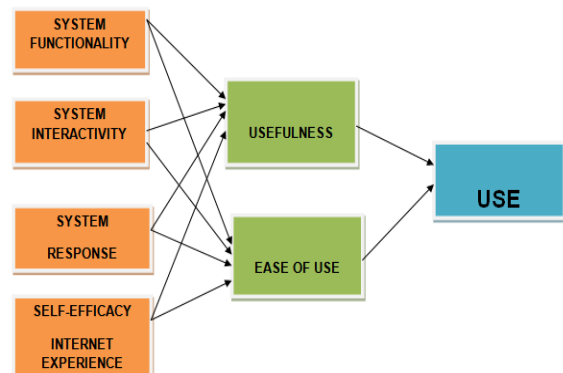 SYSTEM
FUNCTIONALITY
SYSTEM
INTERACTIVITY
SYSTEM
RESPONSE
SELF-EFFICACY
INTERNET
EXPERIENCE
USEFULNESS
EASE OF USE
USE